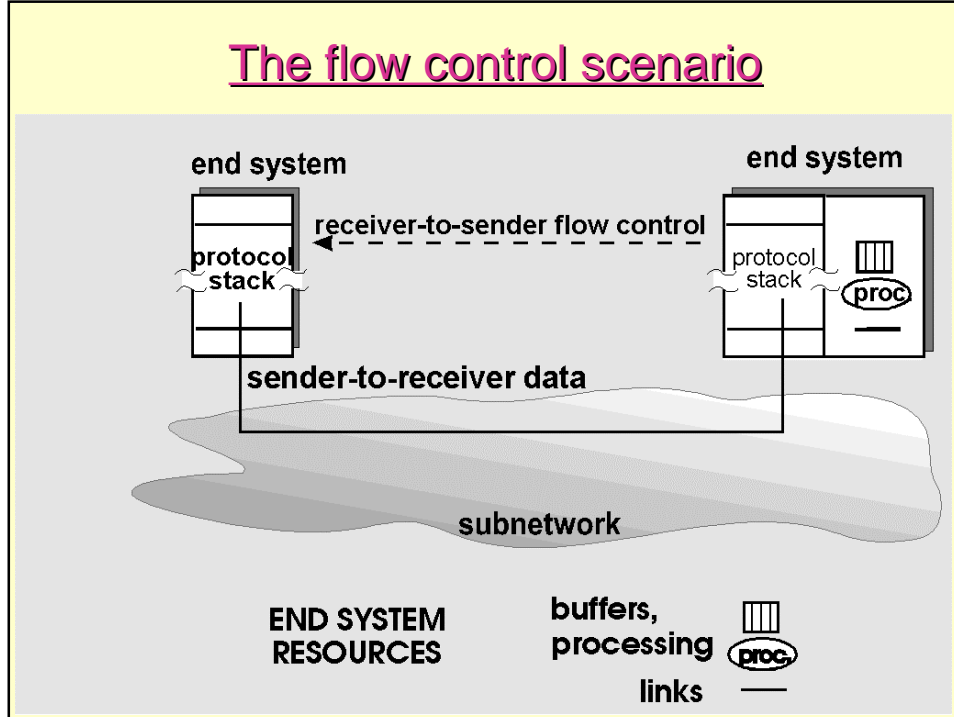 The flow control scenario
end system
end system
receiver-to-sender flow control
protocol
stack
protocol
stack
proc.
sender-to-receiver data
subnetwork
END SYSTEM
RESOURCES
buffers,
processing
proc.
links